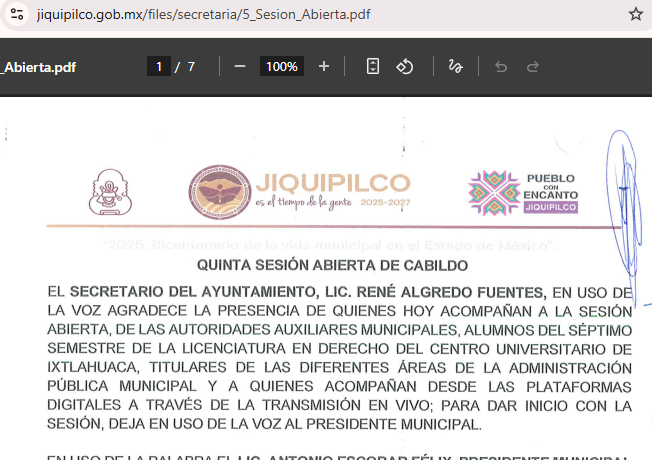 jiquipilco.gob.mx/files/secretaria/5_Sesion_Abierta.pdf
_Abierta.pdf
1 / 7
100%
JIQUIPILCO
es el tiempo de la gente 2025-2027
PUEBLO
CON
ENCANTO
JIQUIPILCO
"2025, Bicentenario de la vida municipal en el Estado de México".
QUINTA SESIÓN ABIERTA DE CABILDO
EL SECRETARIO DEL AYUNTAMIENTO, LIC. RENÉ ALGREDO FUENTES, EN USO DE
LA VOZ AGRADECE LA PRESENCIA DE QUIENES HOY ACOMPAÑAN A LA SESIÓN
ABIERTA, DE LAS AUTORIDADES AUXILIARES MUNICIPALES, ALUMNOS DEL SÉPTIMO
SEMESTRE DE LA LICENCIATURA EN DERECHO DEL CENTRO UNIVERSITARIO DE
IXTLAHUACA, TITULARES DE LAS DIFERENTES ÁREAS DE LA ADMINISTRACIÓN
PÚBLICA MUNICIPAL Y A QUIENES ACOMPAÑAN DESDE LAS PLATAFORMAS
DIGITALES A TRAVÉS DE LA TRANSMISIÓN EN VIVO; PARA DAR INICIO CON LA
SESIÓN, DEJA EN USO DE LA VOZ AL PRESIDENTE MUNICIPAL.
EN USO DE LA PALABRA EL LIC. ANTONIO ESCOBAR FÉLIX, PRESIDENTE MUNICIPAL